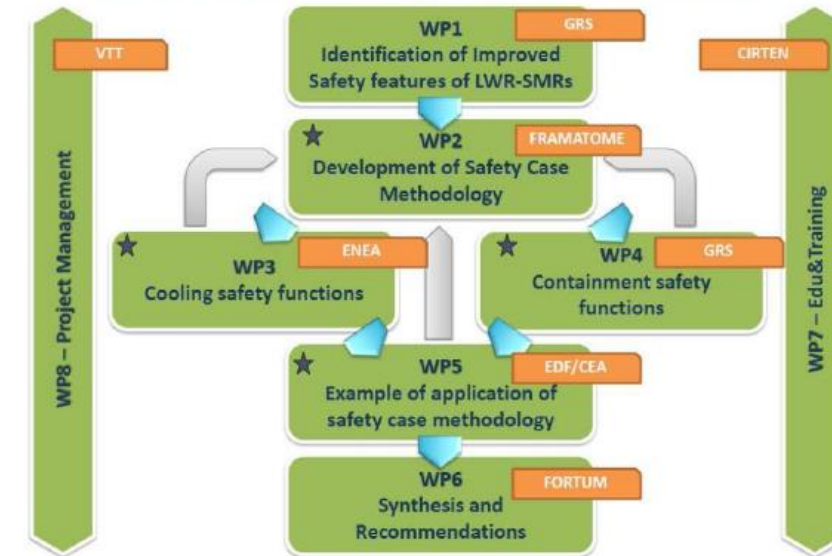 WP8 – Project Management
VTT
WP1
GRS
Identification of Improved
Safety features of LWR-SMRs
WP2
FRAMATOME
Development of Safety Case
Methodology
WP3
ENEA
Cooling safety functions
WP4
GRS
Containment safety
functions
WP5
EDF/CEA
Example of application of
safety case methodology
WP6
FORTUM
Synthesis and
Recommendations
CIRTEN
WP7 – Edu&Training